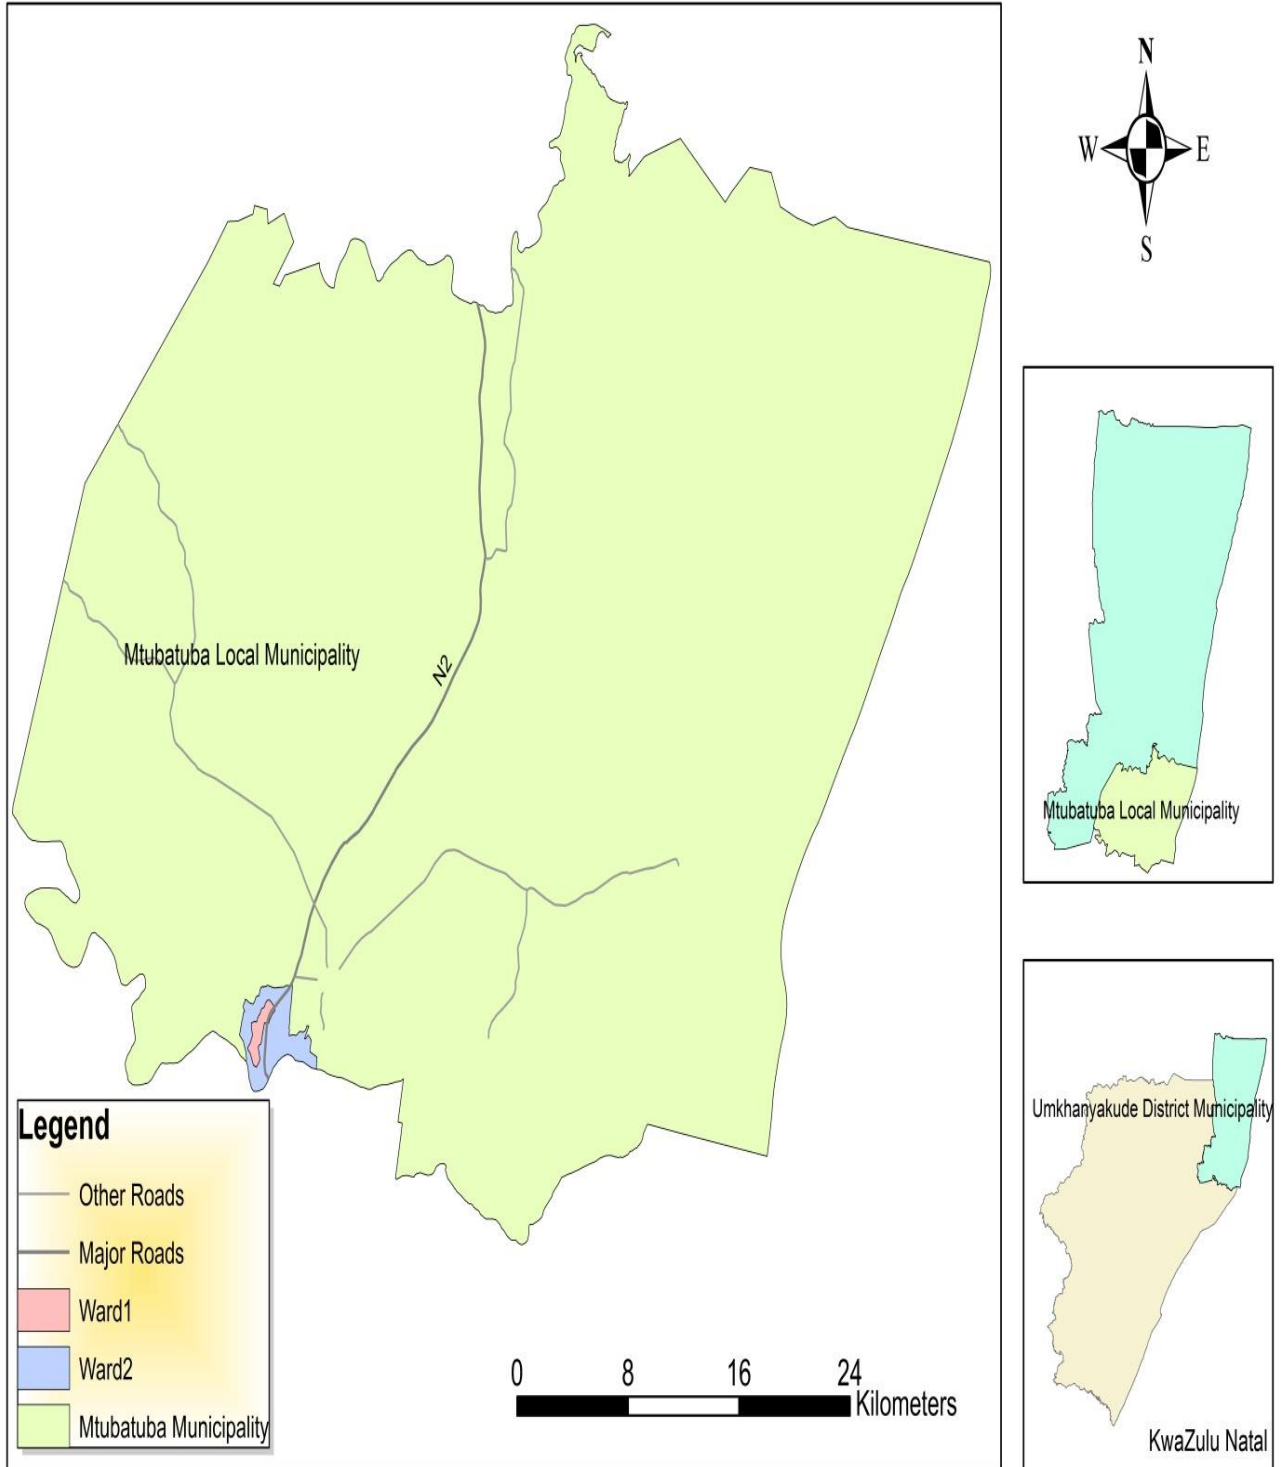 N
W E
S
Mtubatuba Local Municipality
N2
Mtubatuba Local Municipality
Umkhanyakude District Municipality
KwaZulu Natal
Legend
Other Roads
Major Roads
Ward1
Ward2
Mtubatuba Municipality
0 8 16 24
Kilometers